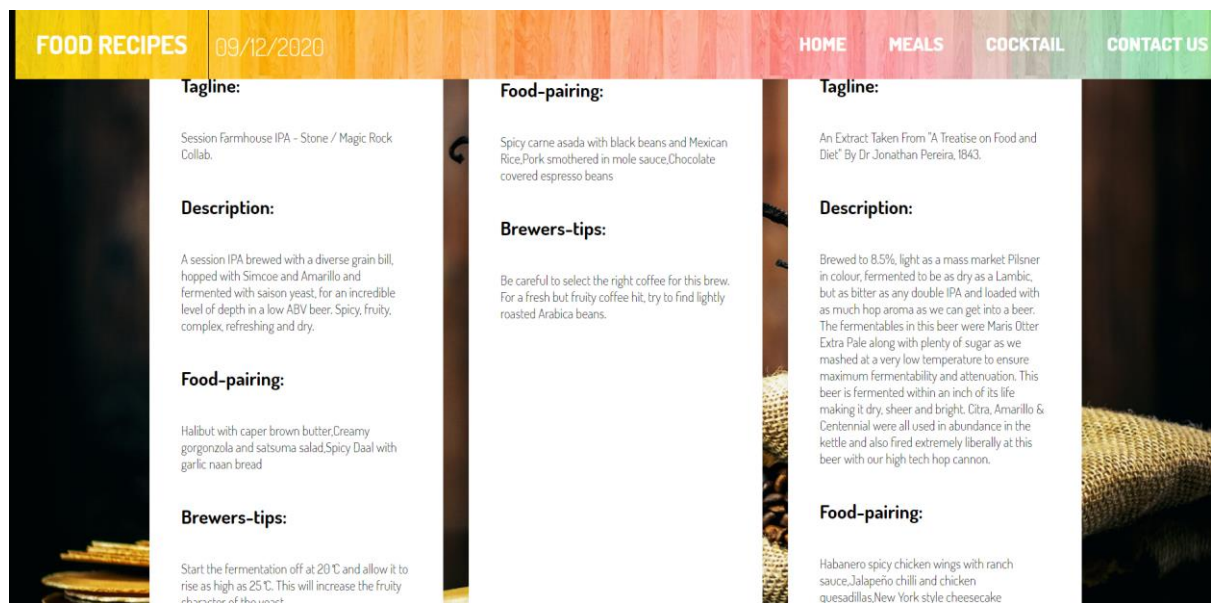 FOOD RECIPES
09/12/2020
HOME
MEALS
COCKTAIL
CONTACT US
Tagline:
Session Farmhouse IPA - Stone / Magic Rock
Collab.
Description:
A session IPA brewed with a diverse grain bill,
hopped with Simcoe and Amarillo and
fermented with saison yeast, for an incredible
level of depth in a low ABV beer. Spicy, fruity,
complex, refreshing and dry.
Food-pairing:
Halibut with caper brown butter,Creamy
gorgonzola and satsuma salad,Spicy Daal with
garlic naan bread
Brewers-tips:
Start the fermentation off at 20°C and allow it to
rise as high as 25°C. This will increase the fruity
character of the yeast
Food-pairing:
Spicy carne asada with black beans and Mexican
Rice,Pork smothered in mole sauce,Chocolate
covered espresso beans
Brewers-tips:
Be careful to select the right coffee for this brew.
For a fresh but fruity coffee hit, try to find lightly
roasted Arabica beans.
Tagline:
An Extract Taken From "A Treatise on Food and
Diet" By Dr Jonathan Pereira, 1843.
Description:
Brewed to 8.5%, light as a mass market Pilsner
in colour, fermented to be as dry as a Lambic,
but as bitter as any double IPA and loaded with
as much hop aroma as we can get into a beer.
The fermentables in this beer were Maris Otter
Extra Pale along with plenty of sugar as we
mashed at a very low temperature to ensure
maximum fermentability and attenuation. This
beer is fermented within an inch of its life
making it dry, sheer and bright. Citra, Amarillo &
Centennial were all used in abundance in the
kettle and also fired extremely liberally at this
beer with our high tech hop cannon.
Food-pairing:
Habanero spicy chicken wings with ranch
sauce,Jalapeño chilli and chicken
quesadillas,New York style cheesecake